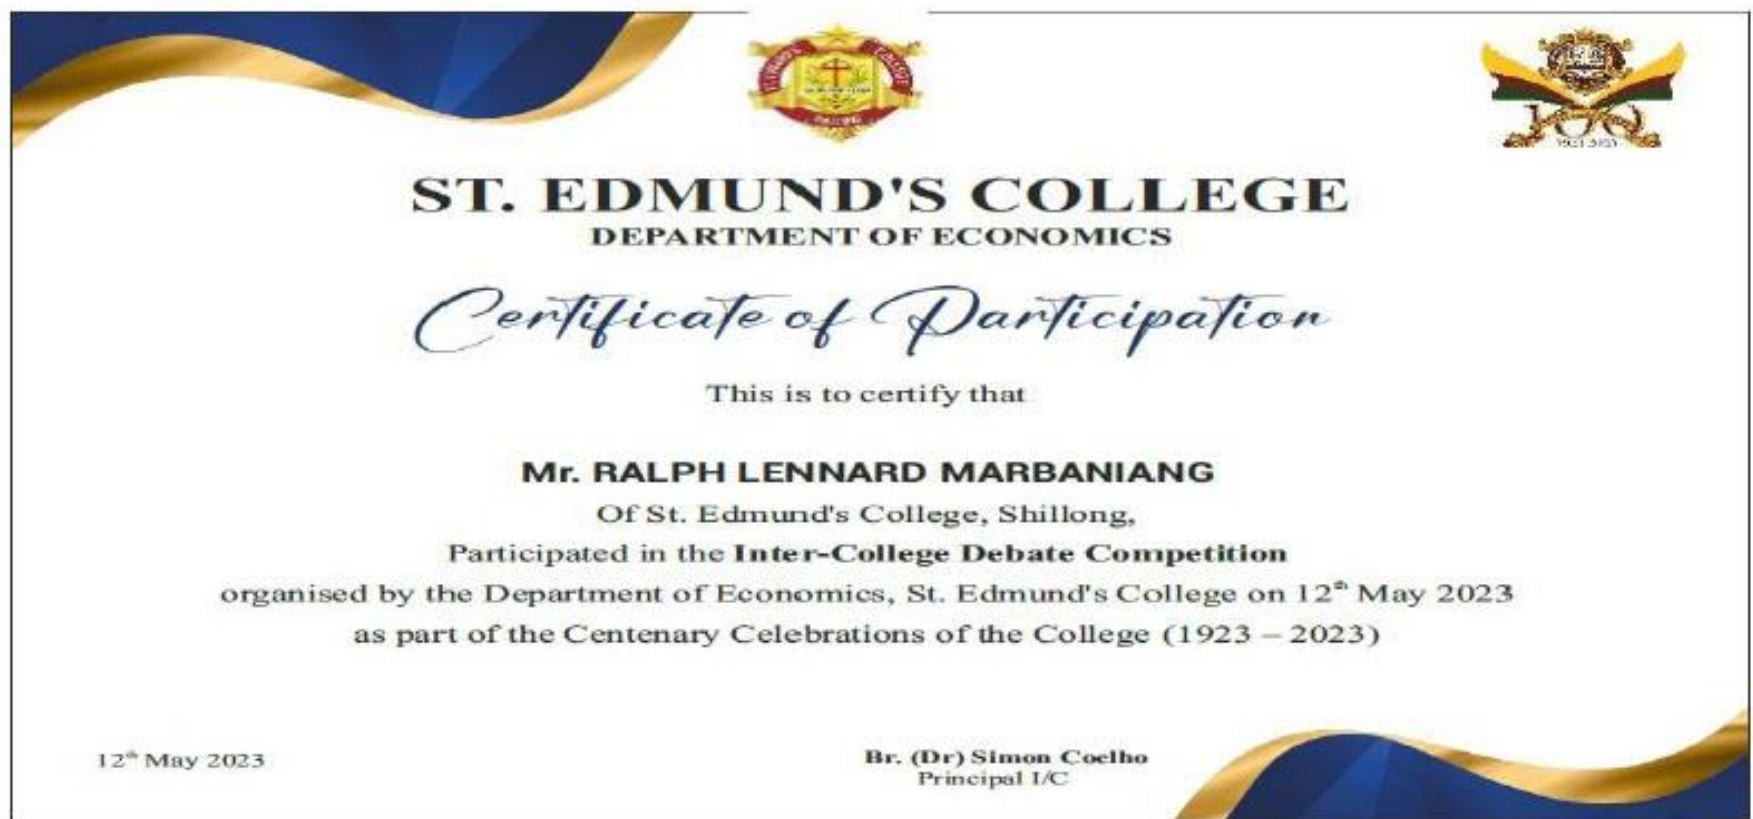 ST. EDMUND'S COLLEGE
DEPARTMENT OF ECONOMICS
Certificate of Participation
This is to certify that
Mr. RALPH LENNARD MARBANIANG
Of St. Edmund's College, Shillong,
Participated in the Inter-College Debate Competition
organised by the Department of Economics, St. Edmund's College on 12th May 2023
as part of the Centenary Celebrations of the College (1923 – 2023)
12th May 2023
Br. (Dr) Simon Coelho
Principal I/C